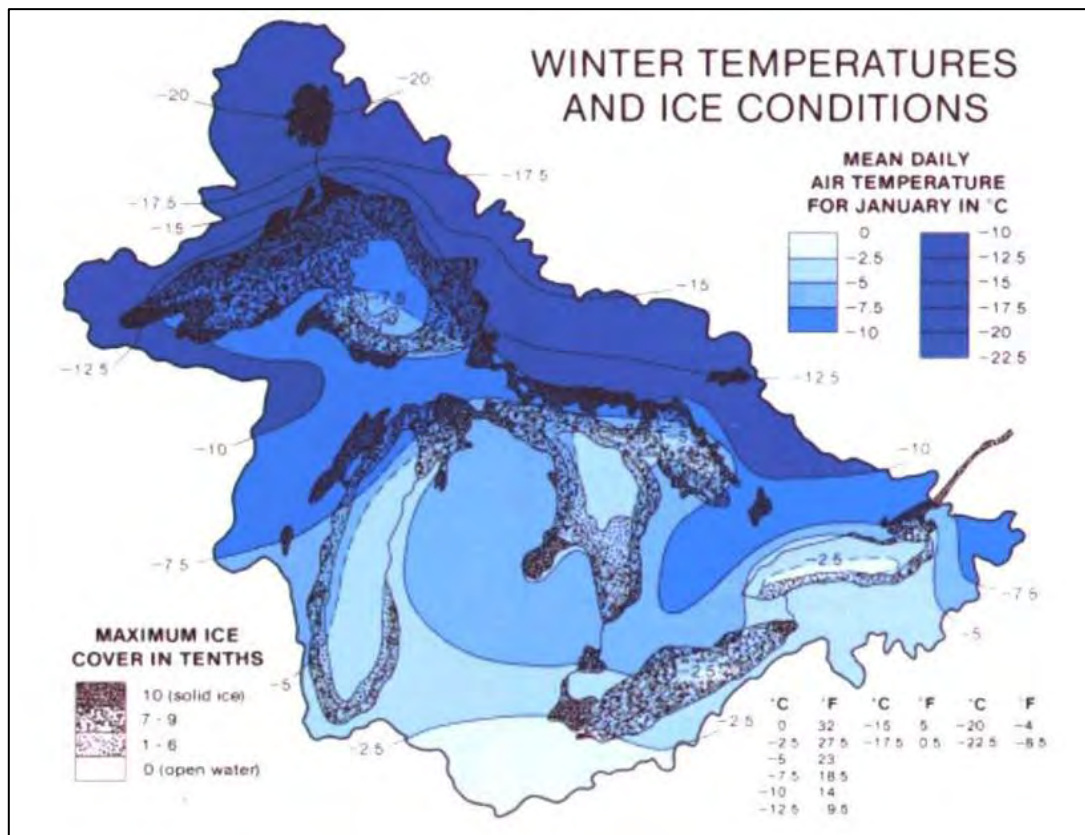 WINTER TEMPERATURES
AND ICE CONDITIONS
MEAN DAILY
AIR TEMPERATURE
FOR JANUARY IN °C
0
-2.5
-5
-7.5
-10
-10
-12.5
-15
-17.5
-20
-22.5
-20
-20
-17.5
-17.5
-15
-15
-7.5
-12.5
-12.5
-10
-10
-7.5
-2.5
-7.5
-5
-2.5
-5
-2.5
-2.5
MAXIMUM ICE
COVER IN TENTHS
10 (solid ice)
7 - 9
1 - 6
0 (open water)
°C °F °C °F °C °F
0 32 -15 5 -20 -4
-2.5 27.5 -17.5 0.5 -22.5 -8.5
-5 23
-7.5 18.5
-10 14
-12.5 9.5